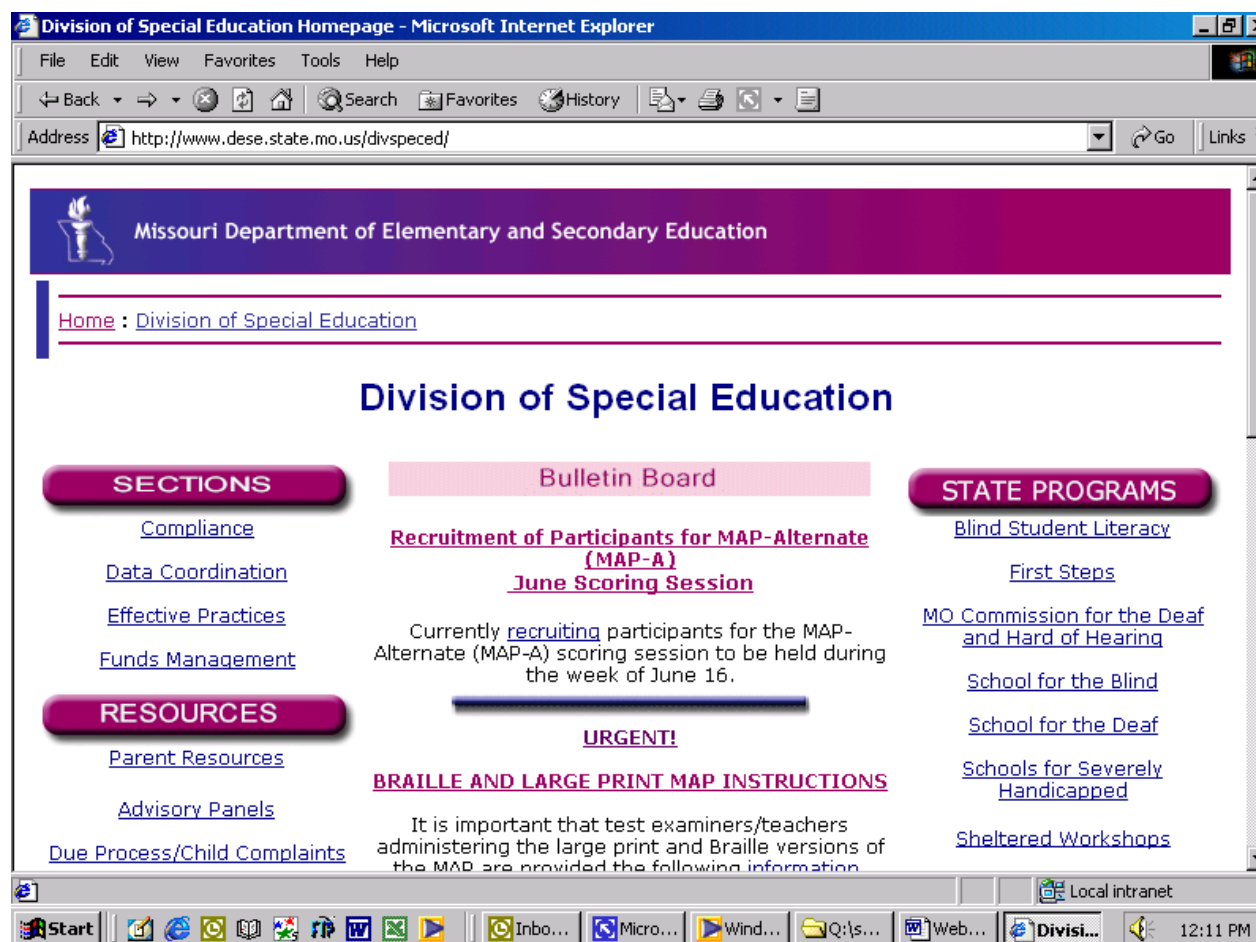 Division of Special Education Homepage - Microsoft Internet Explorer
File Edit View Favorites Tools Help
Back Search Favorites History
Address http://www.dese.state.mo.us/divspeced/ Go Links
Missouri Department of Elementary and Secondary Education
Home : Division of Special Education
Division of Special Education
SECTIONS
Compliance
Data Coordination
Effective Practices
Funds Management
RESOURCES
Parent Resources
Advisory Panels
Due Process/Child Complaints
Bulletin Board
Recruitment of Participants for MAP-Alternate
(MAP-A)
June Scoring Session
Currently recruiting participants for the MAP-
Alternate (MAP-A) scoring session to be held during
the week of June 16.
URGENT!
BRAILLE AND LARGE PRINT MAP INSTRUCTIONS
It is important that test examiners/teachers
administering the large print and Braille versions of
the MAP are provided the following information
STATE PROGRAMS
Blind Student Literacy
First Steps
MO Commission for the Deaf
and Hard of Hearing
School for the Blind
School for the Deaf
Schools for Severely
Handicapped
Sheltered Workshops
Local intranet
Start Inbo... Micro... Wind... Q:\s... Web... Divisi... 12:11 PM